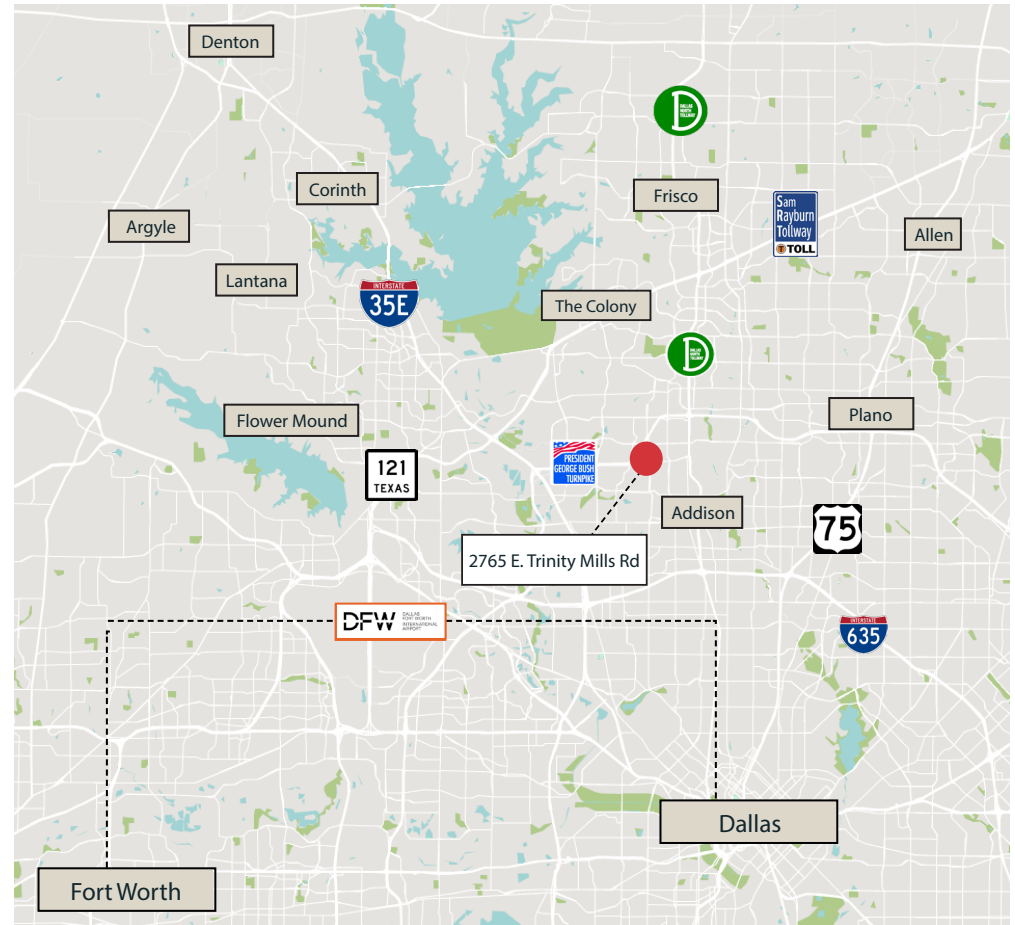 Denton
DALLAS
NORTH
TOLLWAY
Corinth
Frisco
Sam
Rayburn
Tollway
T TOLL
Argyle
Allen
Lantana
INTERSTATE
35E
The Colony
DALLAS
NORTH
TOLLWAY
Flower Mound
Plano
121
TEXAS
PRESIDENT
GEORGE BUSH
TURNPIKE
Addison
75
2765 E. Trinity Mills Rd
DFW
DALLAS
FORT WORTH
INTERNATIONAL
AIRPORT
INTERSTATE
635
Dallas
Fort Worth